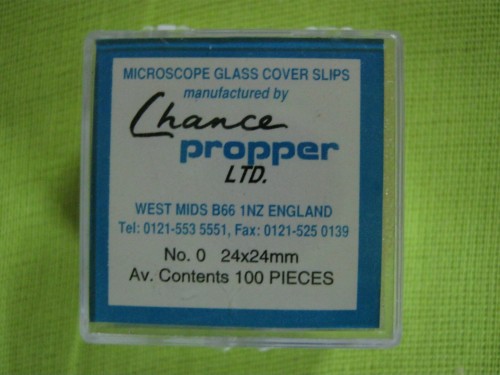 MICROSCOPE GLASS COVER SLIPS
manufactured by
Chance
propper
LTD.
WEST MIDS B66 1NZ ENGLAND
Tel: 0121-553 5551, Fax: 0121-525 0139
No. 0 24x24mm
Av. Contents 100 PIECES